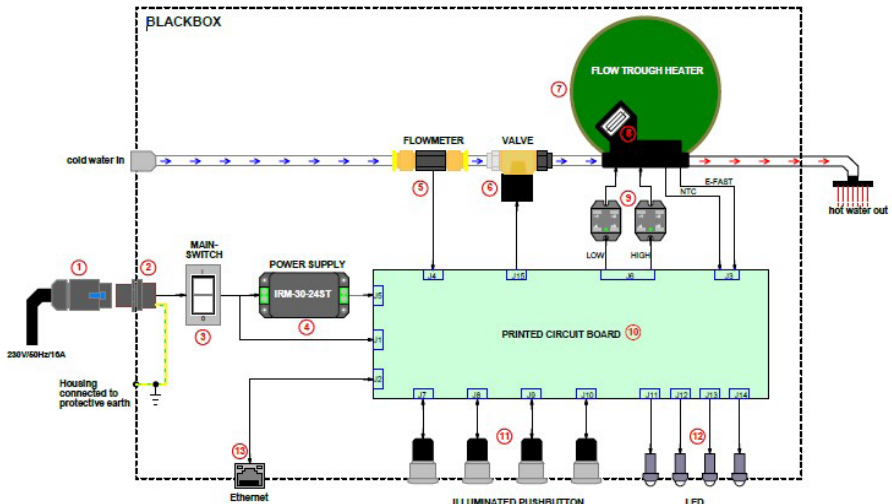 BLACKBOX
FLOW TROUGH HEATER
7
8
FLOWMETER
VALVE
cold water in
5
6
E-FAST
NTC
9
hot water out
LOW
HIGH
MAIN-
SWITCH
1
2
POWER SUPPLY
J4
J15
J6
J3
I
IRM-30-24ST
J5
0
3
4
PRINTED CIRCUIT BOARD
10
J1
230V/50Hz/16A
J2
Housing
connected to
protective earth
J7
J8
J9
J10
J11
J12
J13
J14
11
12
13
Ethernet
ILLUMINATED PUSHBUTTON
LED